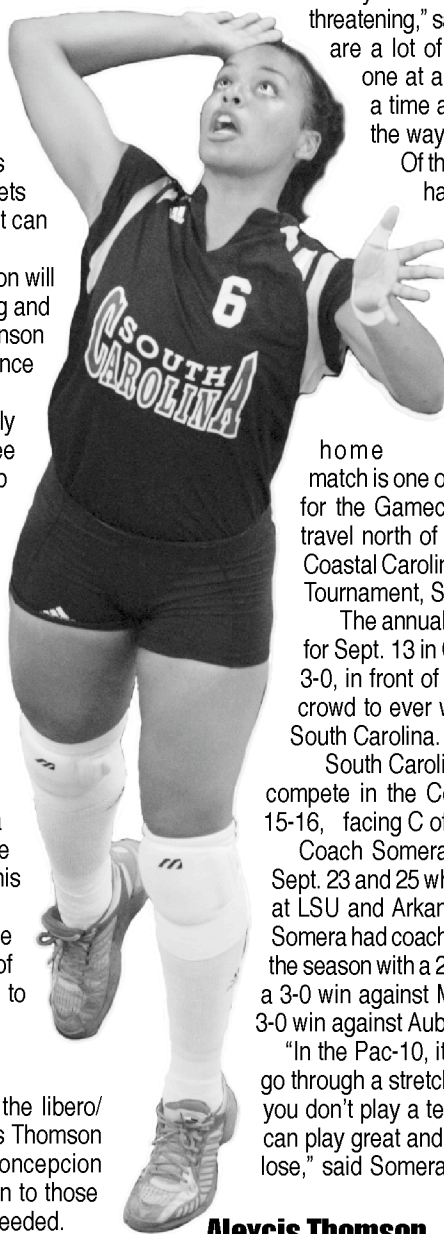 ets
t can
on will
g and
nson
nce
ly
ee
his
e
of
to
the libero/
s Thomson
oncepcion
n to those
eeded.
6
SOUTH
CAROLINA
threatening,” sa
are a lot of
one at a
a time a
the way
Of th
ha
home
match is one o
for the Gamec
travel north of
Coastal Carolin
Tournament, S
The annual
for Sept. 13 in
3-0, in front of
crowd to ever v
South Carolina.
South Caroli
compete in the Co
15-16, facing C of
Coach Somera
Sept. 23 and 25 wh
at LSU and Arkan
Somera had coach
the season with a 2
a 3-0 win against M
3-0 win against Aub
“In the Pac-10, it
go through a stretch
you don’t play a te
can play great and
lose,” said Somera
Aleycis Thomson